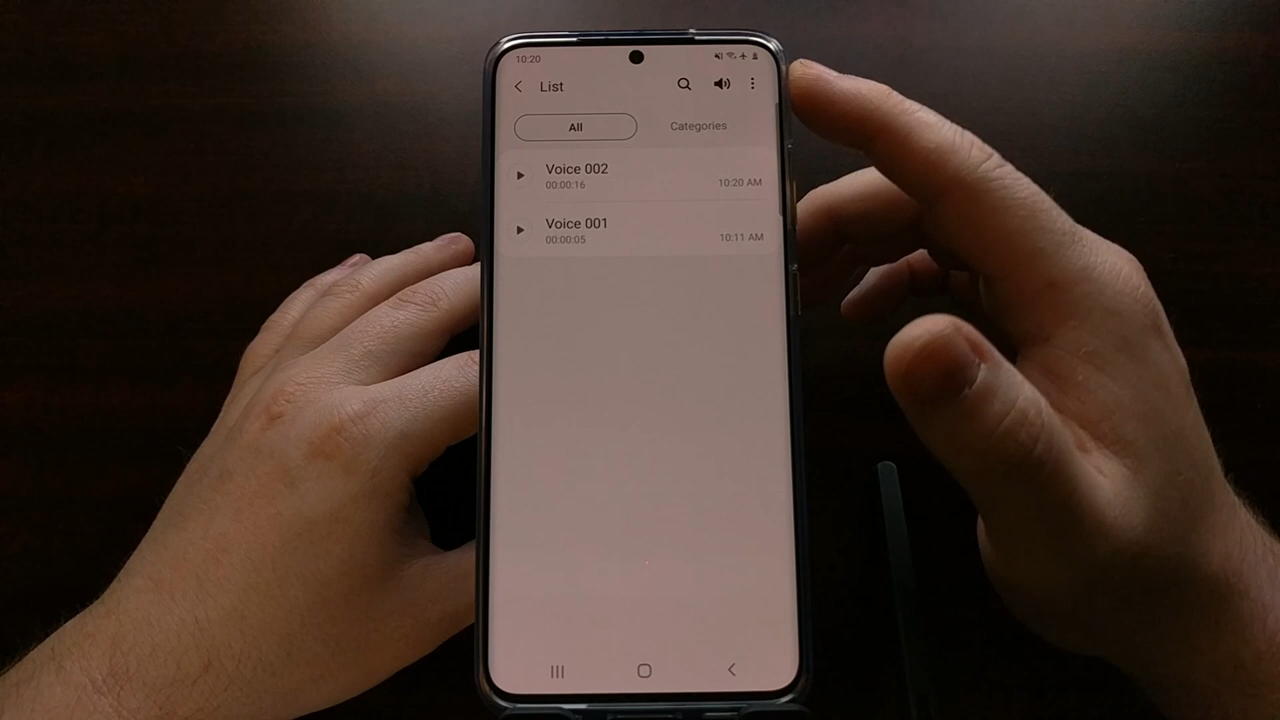 10:20
List
All Categories
Voice 002
00:00:16 10:20 AM
Voice 001
00:00:05 10:11 AM